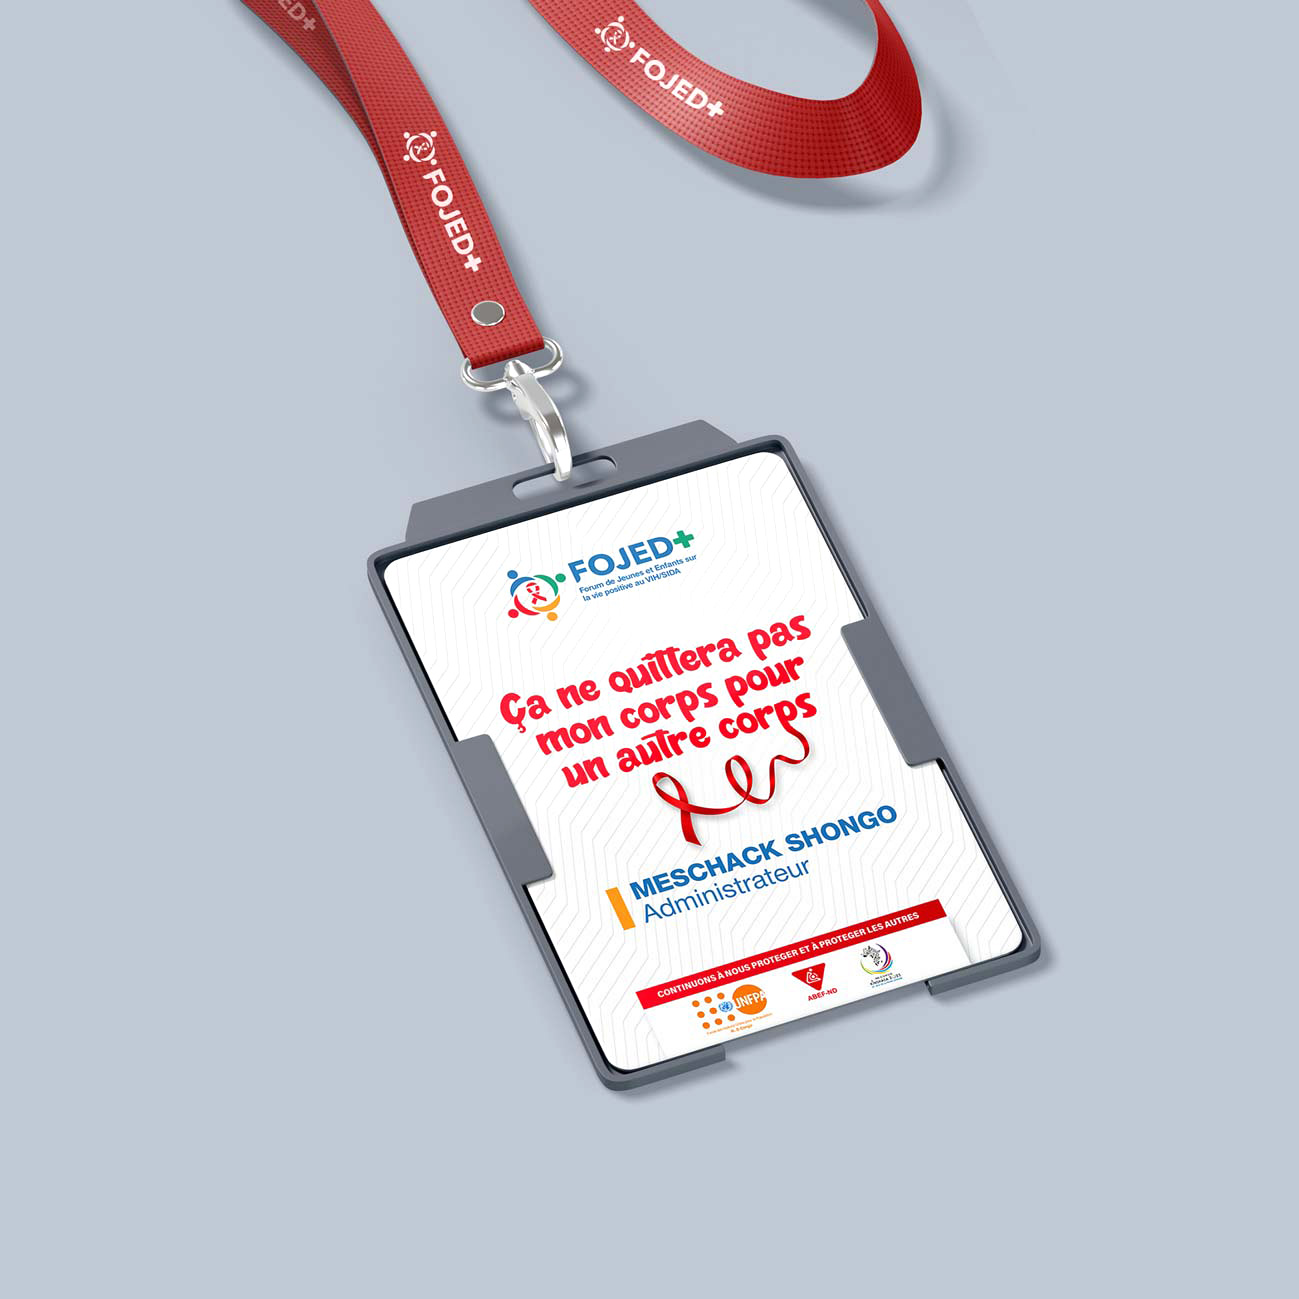 ED+
FOJED+
FOJED+
FOJED+
Forum de Jeunes et Enfants sur
la vie positive au VIH/SIDA
Ça ne quittera pas
mon corps pour
un autre corps
MESCHACK SHONGO
Administrateur
CONTINUONS À NOUS PROTEGER ET À PROTEGER LES AUTRES
UNFPA
ABEF-ND